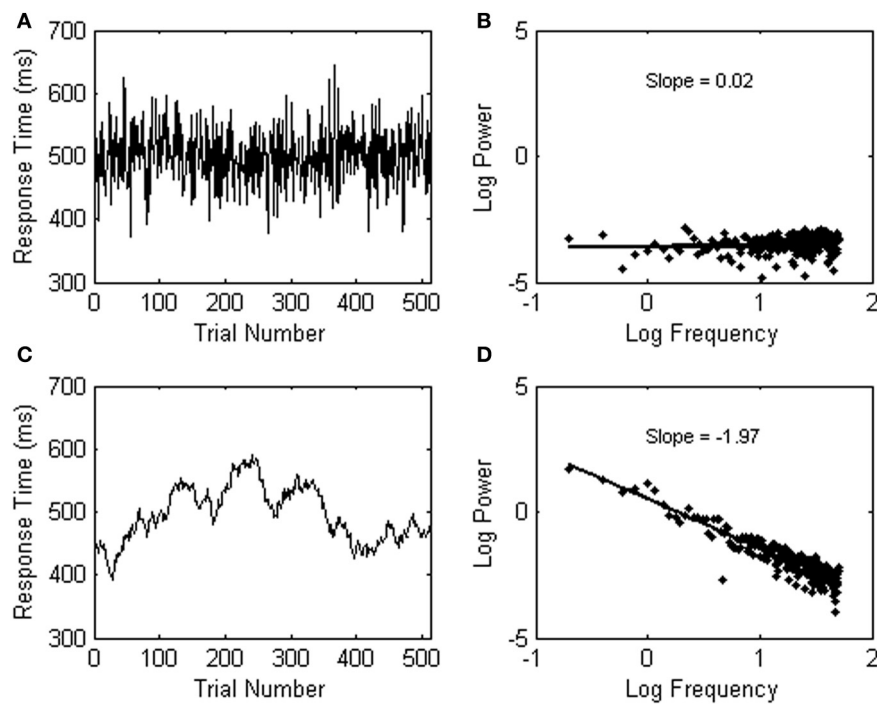 A
700
600
500
400
300
Response Time (ms)
0 100 200 300 400 500
Trial Number
B
5
0
-5
Log Power
Slope = 0.02
-1 0 1 2
Log Frequency
C
700
600
500
400
300
Response Time (ms)
0 100 200 300 400 500
Trial Number
D
5
0
-5
Log Power
Slope = -1.97
-1 0 1 2
Log Frequency